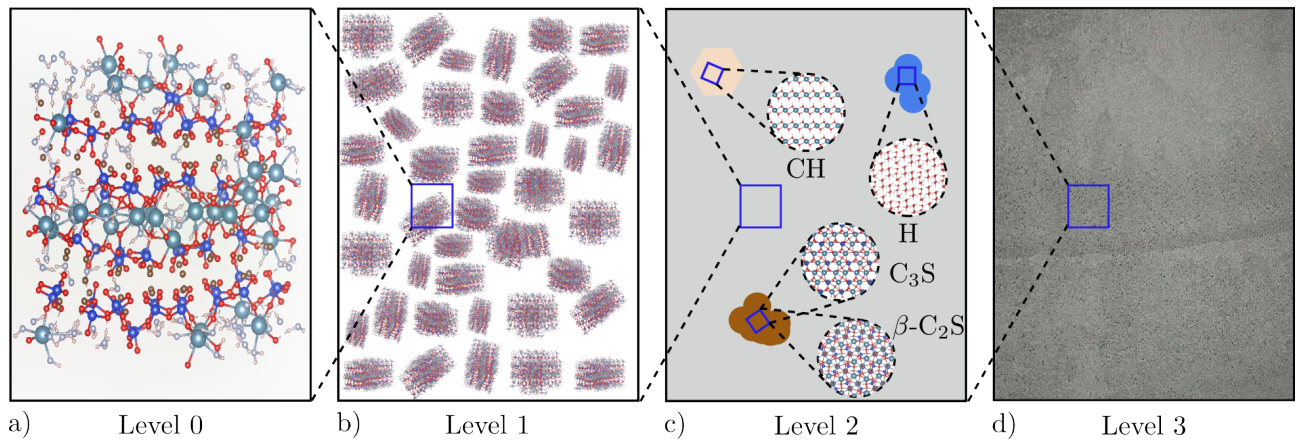 CH
H
C₃S
β-C₂S
a) Level 0
b) Level 1
c) Level 2
d) Level 3